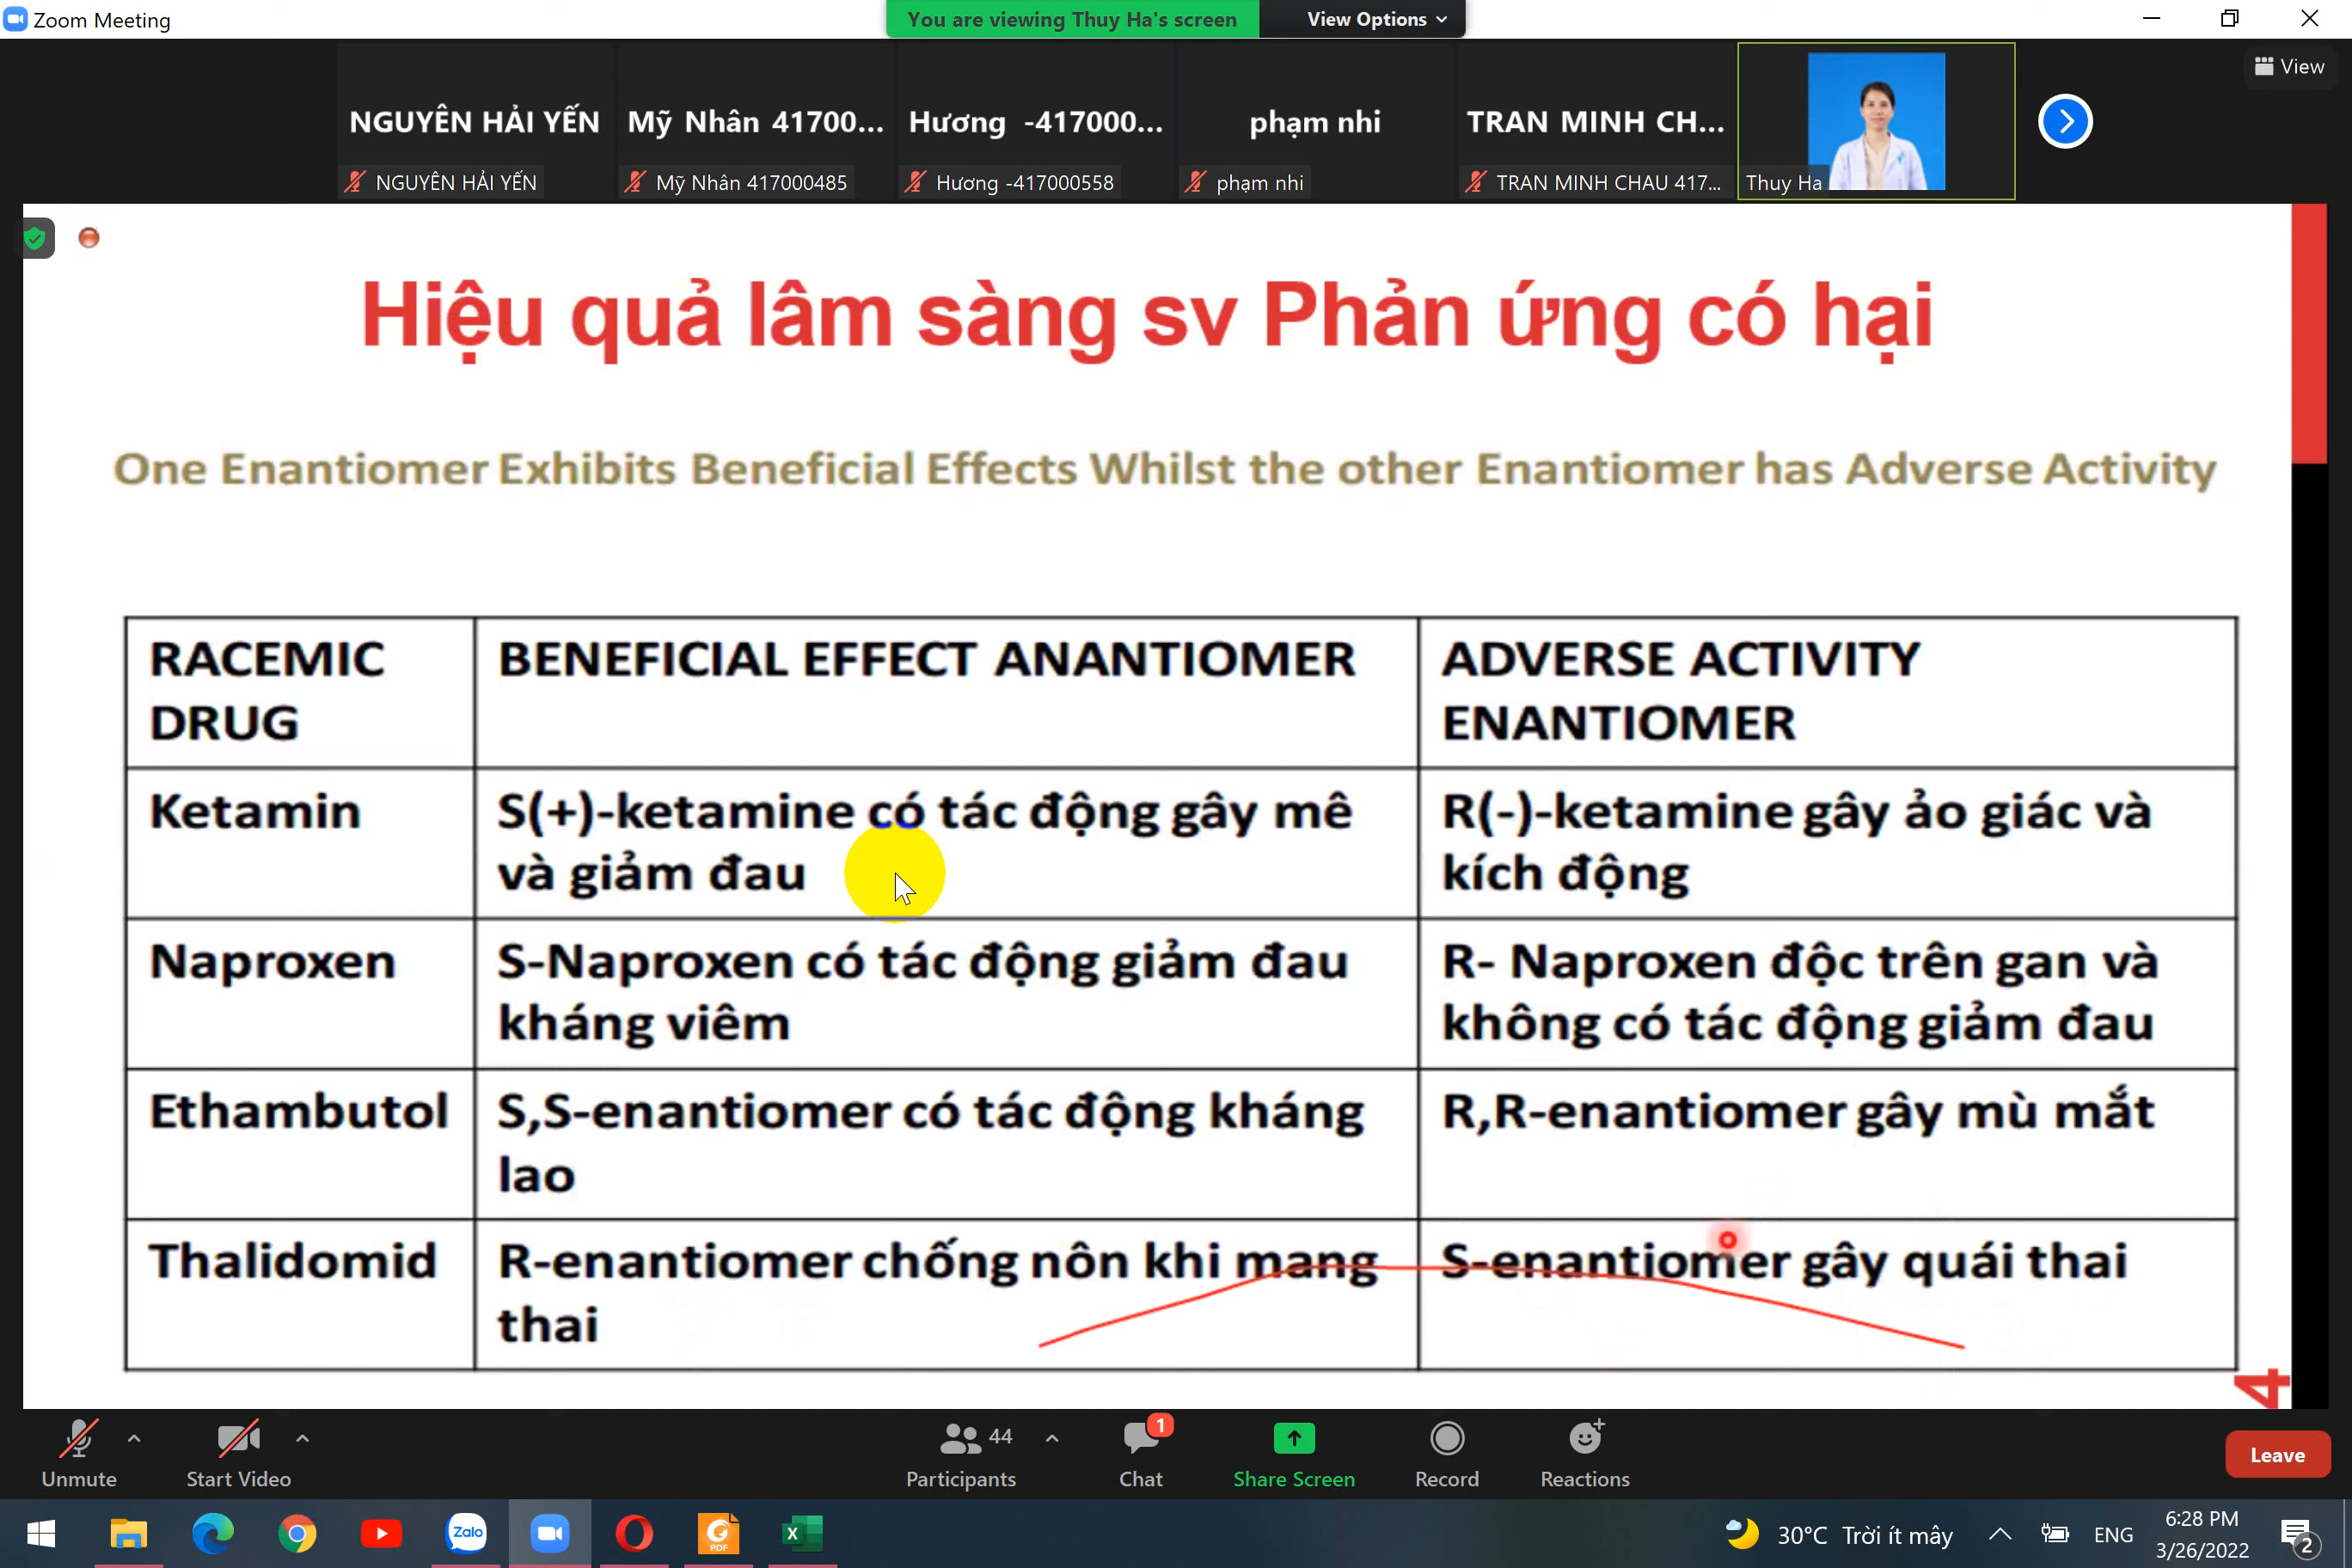 Zoom Meeting
You are viewing Thuy Ha's screen
View Options
View
NGUYÊN HẢI YẾN
Mỹ Nhân 41700...
Hương -417000...
phạm nhi
TRAN MINH CH...
NGUYÊN HẢI YẾN
Mỹ Nhân 417000485
Hương -417000558
phạm nhi
TRAN MINH CHAU 417...
Thuy Ha
Hiệu quả lâm sàng sv Phản ứng có hại
One Enantiomer Exhibits Beneficial Effects Whilst the other Enantiomer has Adverse Activity
RACEMIC
DRUG
BENEFICIAL EFFECT ANANTIOMER
ADVERSE ACTIVITY
ENANTIOMER
Ketamin
S(+)-ketamine có tác động gây mê
và giảm đau
R(-)-ketamine gây ảo giác và
kích động
Naproxen
S-Naproxen có tác động giảm đau
kháng viêm
R- Naproxen độc trên gan và
không có tác động giảm đau
Ethambutol
S,S-enantiomer có tác động kháng
lao
R,R-enantiomer gây mù mắt
Thalidomid
R-enantiomer chống nôn khi mang
thai
S-enantiomer gây quái thai
4
Unmute
Start Video
44
Participants
1
Chat
Share Screen
Record
Reactions
Leave
Zalo
PDF
X
30°C Trời ít mây
ENG
6:28 PM
3/26/2022
2